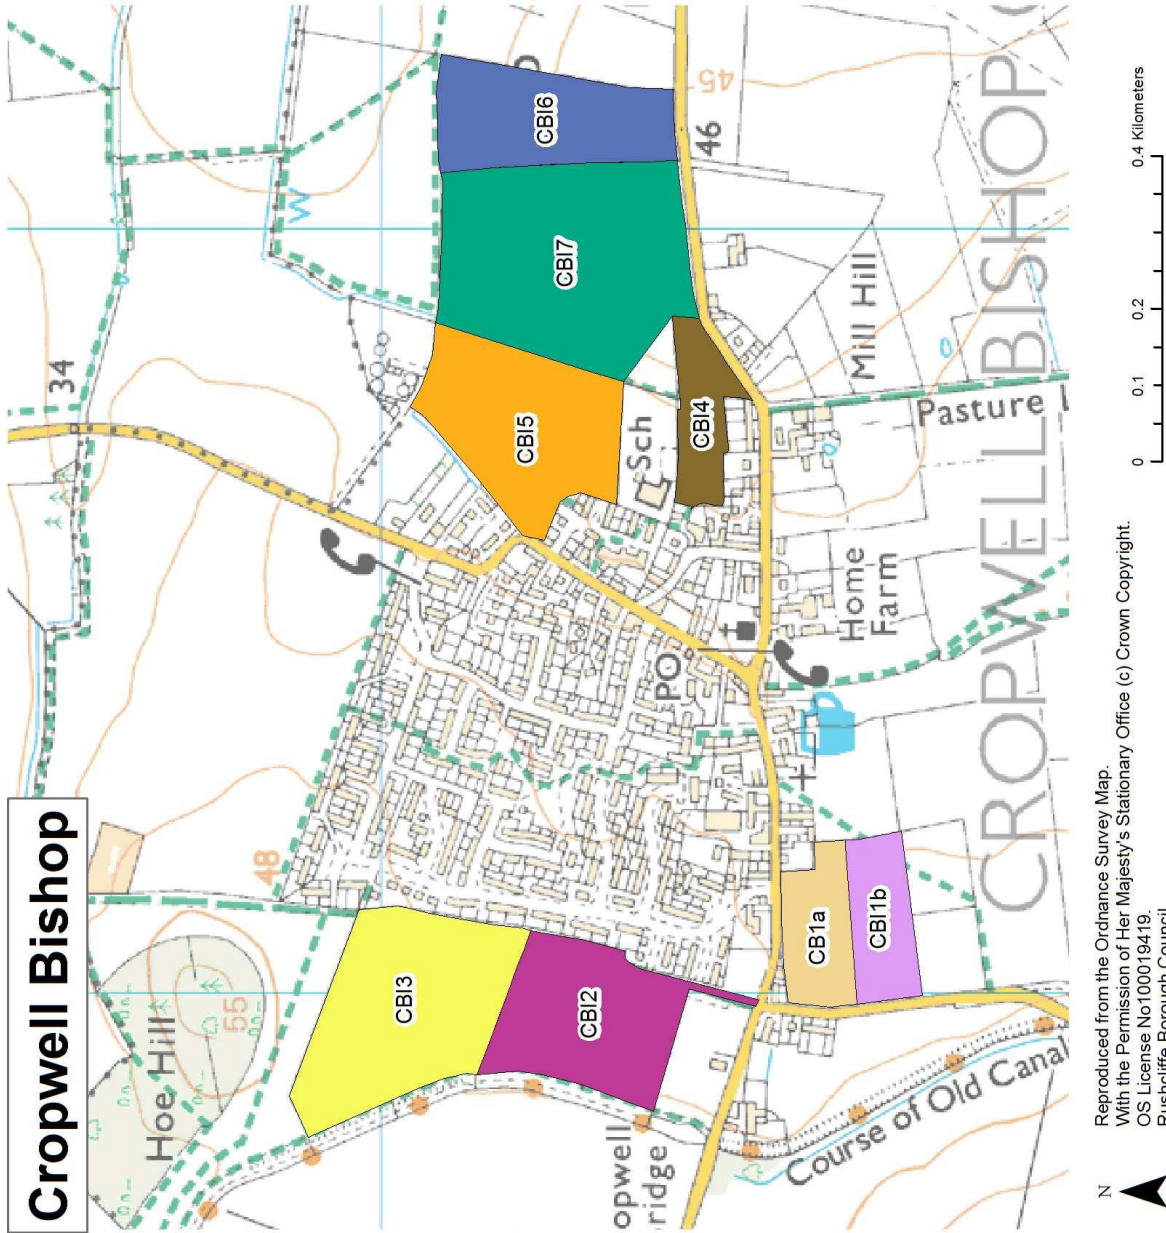 Cropwell Bishop
Hoe Hill
55
48
34
W
CBI3
CBI2
CBI5
CBI7
CBI6
CBI4
Sch
PO
46
45
opwell
ridge
CB1a
CBI1b
Home
Farm
Mill Hill
Pasture L
Course of Old Canal
CROPWELL BISHOP
N
Reproduced from the Ordnance Survey Map.
With the Permission of Her Majesty's Stationary Office (c) Crown Copyright.
OS License No100019419.
Rushcliffe Borough Council
0 0.1 0.2 0.4 Kilometers